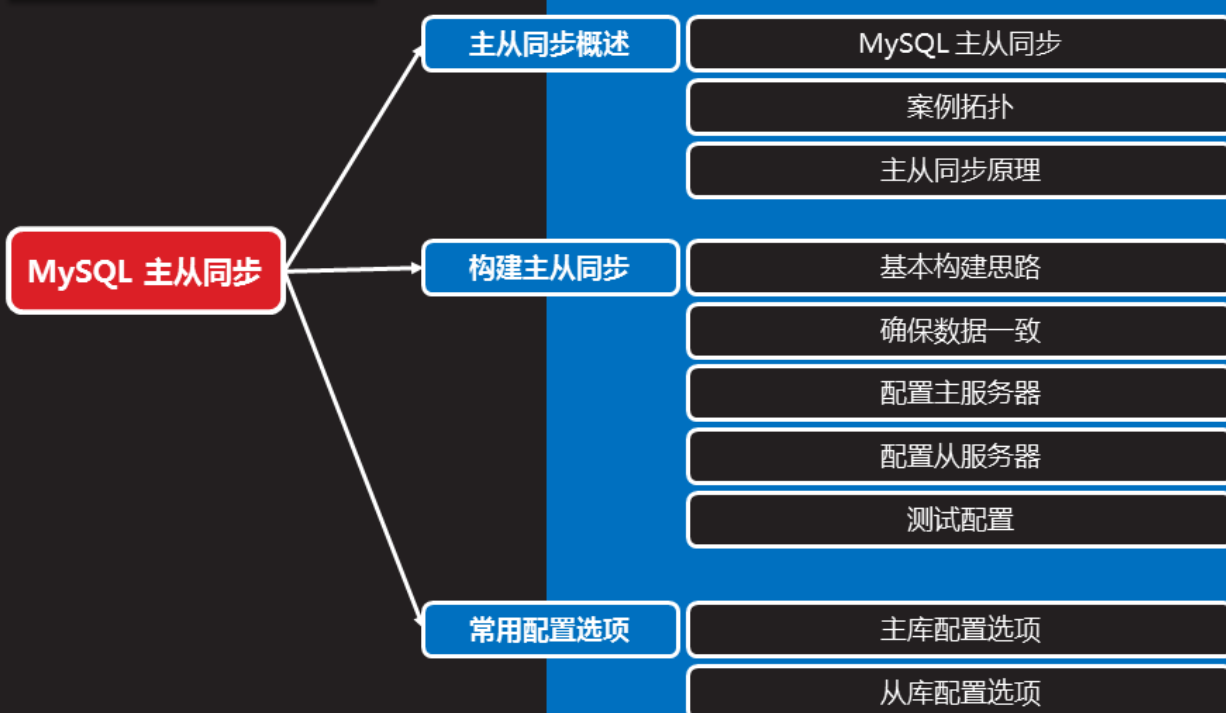 MySQL 主从同步
主从同步概述
MySQL 主从同步
案例拓扑
主从同步原理
构建主从同步
基本构建思路
确保数据一致
配置主服务器
配置从服务器
测试配置
常用配置选项
主库配置选项
从库配置选项